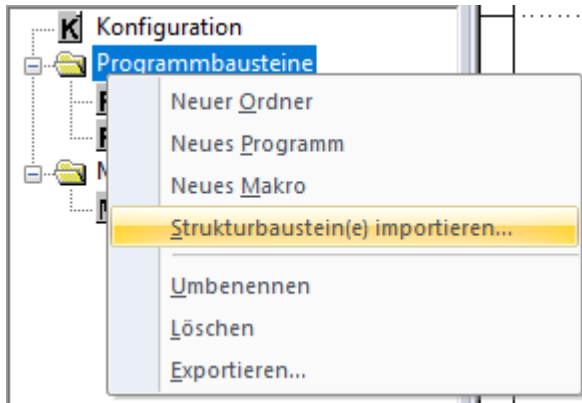 K Konfiguration
Programmbausteine
Neuer Ordner
Neues Programm
Neues Makro
Strukturbaustein(e) importieren...
Umbenennen
Löschen
Exportieren...